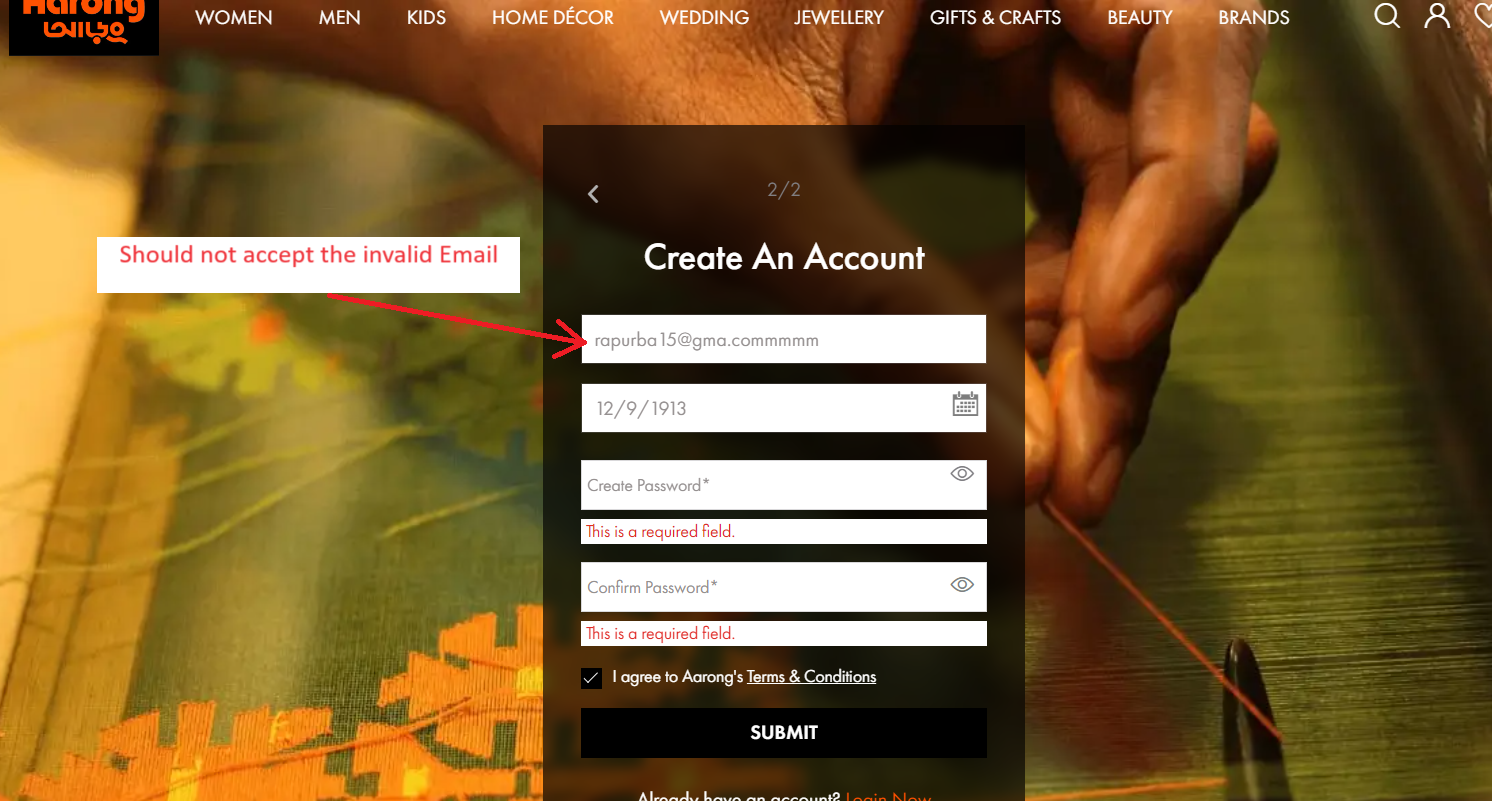 Aarong
WOMEN MEN KIDS HOME DÉCOR WEDDING JEWELLERY GIFTS & CRAFTS BEAUTY BRANDS
আড়ং
2/2
Should not accept the invalid Email
Create An Account
rapurba15@gma.commmmm
12/9/1913
Create Password*
This is a required field.
Confirm Password*
This is a required field.
I agree to Aarong's Terms & Conditions
SUBMIT
Already have an account? Login Now